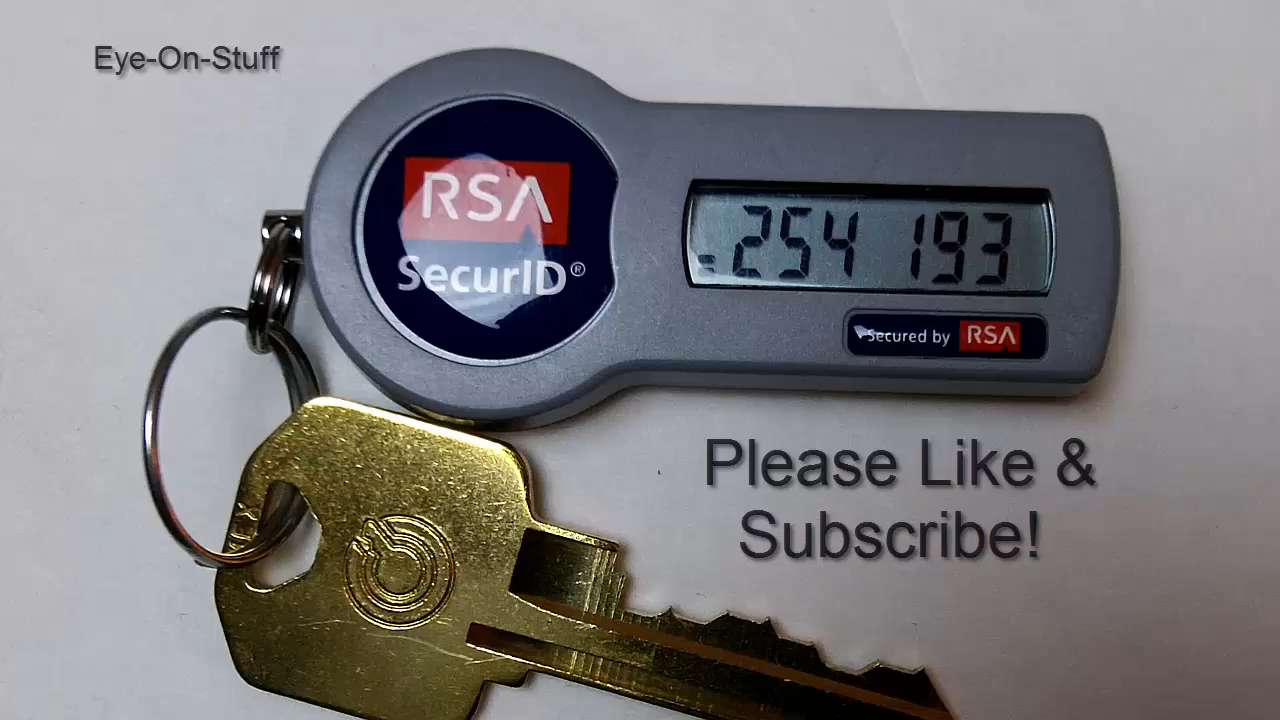 Eye-On-Stuff
RSA
SecurID®
254 193
Secured by RSA
Please Like &
Subscribe!